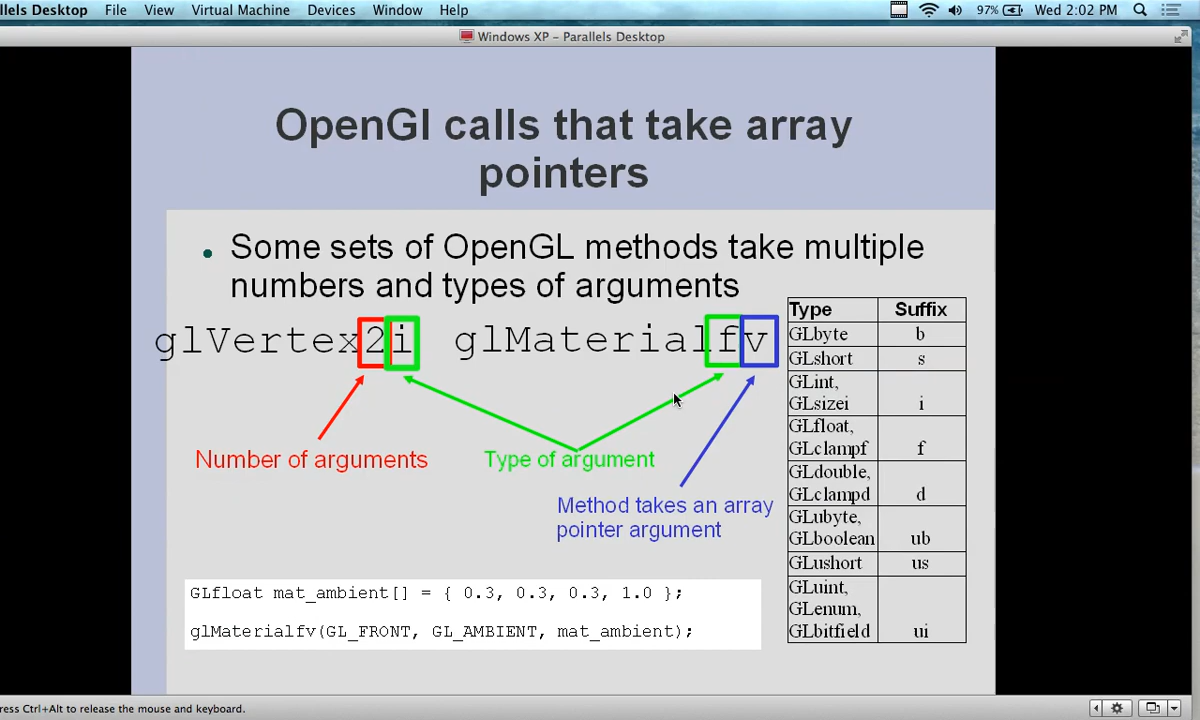 rallels Desktop File View Virtual Machine Devices Window Help 97% Wed 2:02 PM
Windows XP – Parallels Desktop
OpenGl calls that take array
pointers
• Some sets of OpenGL methods take multiple
numbers and types of arguments
glVertex2i glMaterialfv
Number of arguments
Type of argument
Method takes an array
pointer argument
Type Suffix
GLbyte b
GLshort s
GLint,
GLsizei i
GLfloat,
GLclampf f
GLdouble,
GLclampd d
GLubyte,
GLboolean ub
GLushort us
GLuint,
GLenum,
GLbitfield ui
GLfloat mat_ambient[] = { 0.3, 0.3, 0.3, 1.0 };
glMaterialfv(GL_FRONT, GL_AMBIENT, mat_ambient);
ress Ctrl+Alt to release the mouse and keyboard.